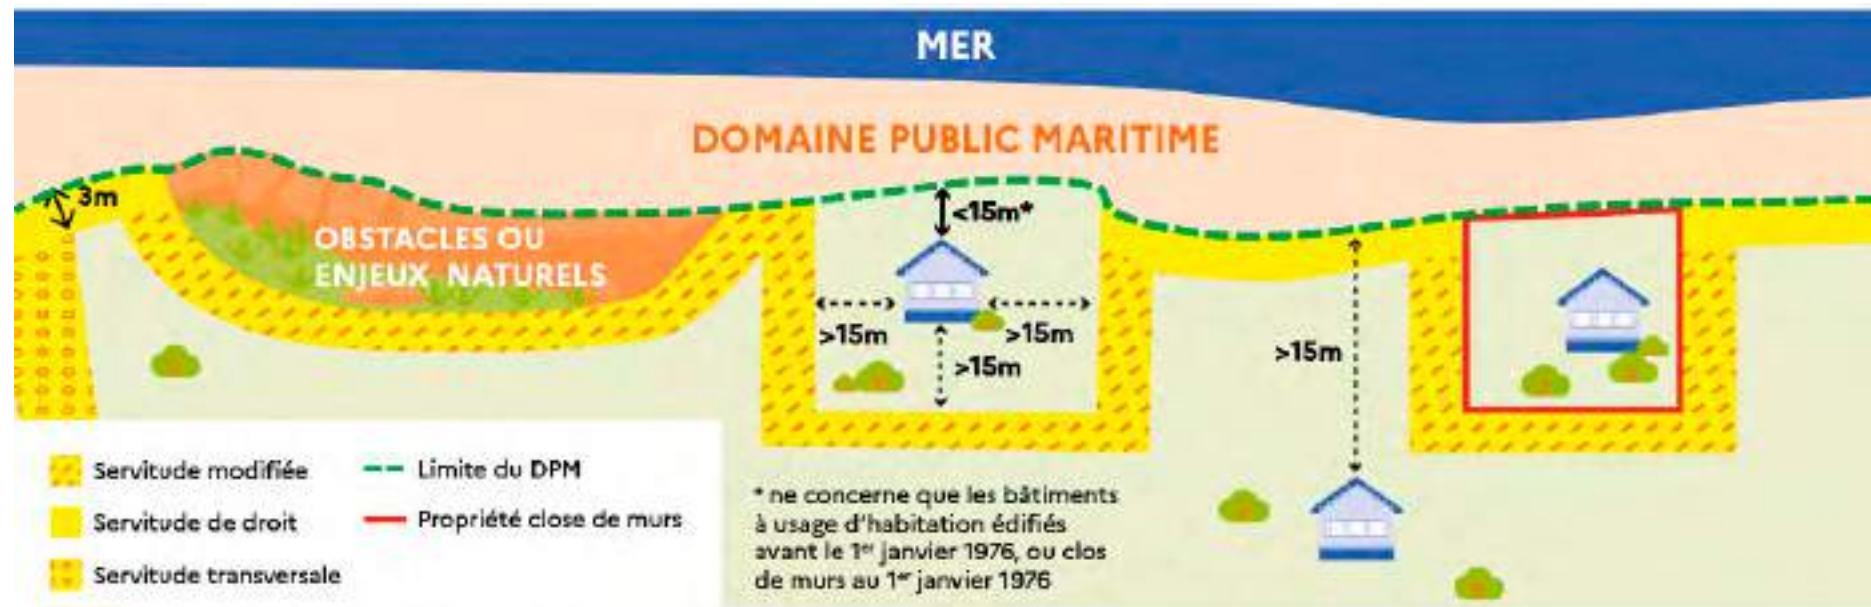 MER
DOMAINE PUBLIC MARITIME
3m
<15m*
OBSTACLES OU
ENJEUX NATURELS
>15m
>15m
>15m
>15m
Servitude modifiée
Limite du DPM
Servitude de droit
Propriété close de murs
Servitude transversale
* ne concerne que les bâtiments
à usage d'habitation édifiés
avant le 1er janvier 1976, ou clos
de murs au 1er janvier 1976